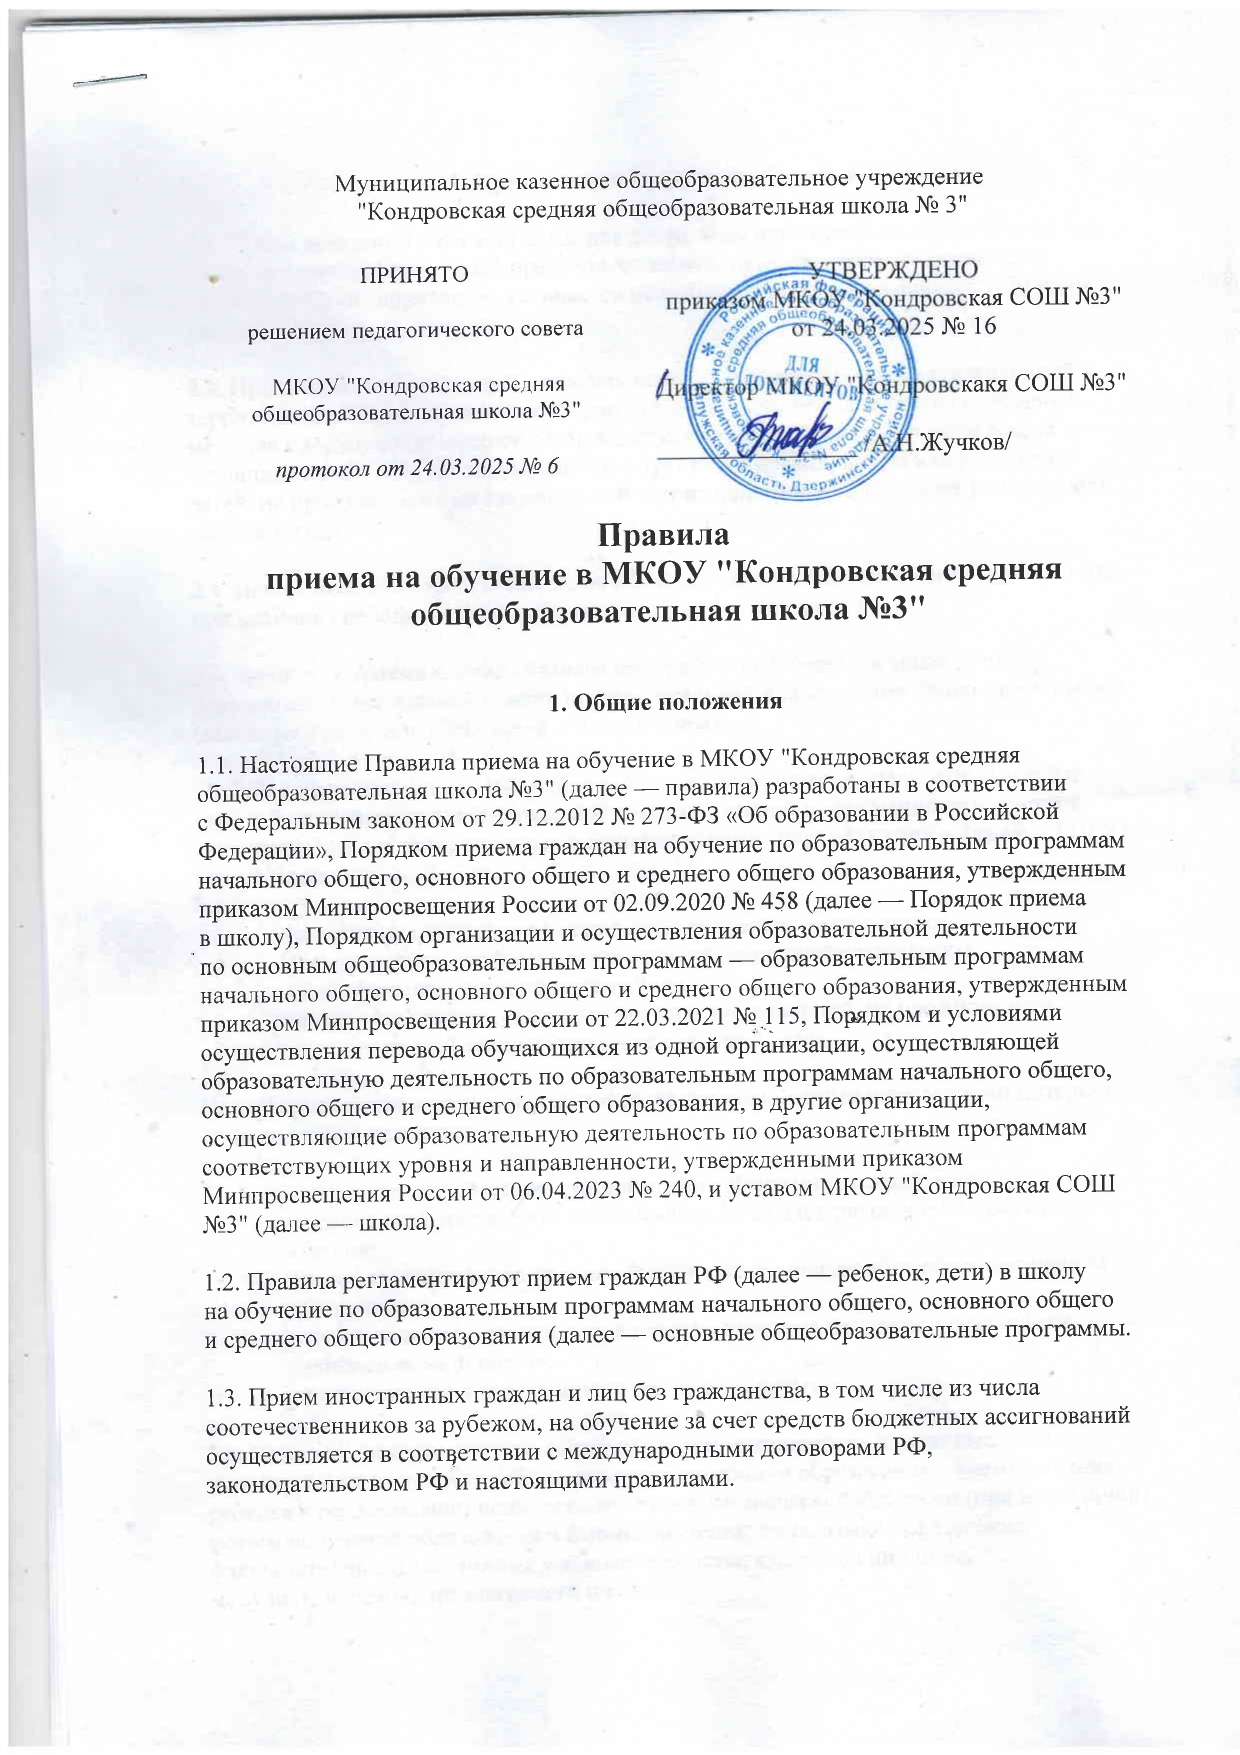 Муниципальное казенное общеобразовательное учреждение
"Кондровская средняя общеобразовательная школа № 3"
ПРИНЯТО
решением педагогического совета
МКОУ "Кондровская средняя
общеобразовательная школа №3"
протокол от 24.03.2025 № 6
УТВЕРЖДЕНО
приказом МКОУ "Кондровская СОШ №3"
от 24.03.2025 № 16
Директор МКОУ "Кондровскакя СОШ №3"
/А.Н.Жучков/
Российская Федерация
Калужская область Дзержинский район
ДЛЯ
ДОКУМЕНТОВ
Правила
приема на обучение в МКОУ "Кондровская средняя
общеобразовательная школа №3"
1. Общие положения
1.1. Настоящие Правила приема на обучение в МКОУ "Кондровская средняя
общеобразовательная школа №3" (далее — правила) разработаны в соответствии
с Федеральным законом от 29.12.2012 № 273-ФЗ «Об образовании в Российской
Федерации», Порядком приема граждан на обучение по образовательным программам
начального общего, основного общего и среднего общего образования, утвержденным
приказом Минпросвещения России от 02.09.2020 № 458 (далее — Порядок приема
в школу), Порядком организации и осуществления образовательной деятельности
по основным общеобразовательным программам — образовательным программам
начального общего, основного общего и среднего общего образования, утвержденным
приказом Минпросвещения России от 22.03.2021 № 115, Порядком и условиями
осуществления перевода обучающихся из одной организации, осуществляющей
образовательную деятельность по образовательным программам начального общего,
основного общего и среднего общего образования, в другие организации,
осуществляющие образовательную деятельность по образовательным программам
соответствующих уровня и направленности, утвержденными приказом
Минпросвещения России от 06.04.2023 № 240, и уставом МКОУ "Кондровская СОШ
№3" (далее — школа).
1.2. Правила регламентируют прием граждан РФ (далее — ребенок, дети) в школу
на обучение по образовательным программам начального общего, основного общего
и среднего общего образования (далее — основные общеобразовательные программы.
1.3. Прием иностранных граждан и лиц без гражданства, в том числе из числа
соотечественников за рубежом, на обучение за счет средств бюджетных ассигнований
осуществляется в соответствии с международными договорами РФ,
законодательством РФ и настоящими правилами.